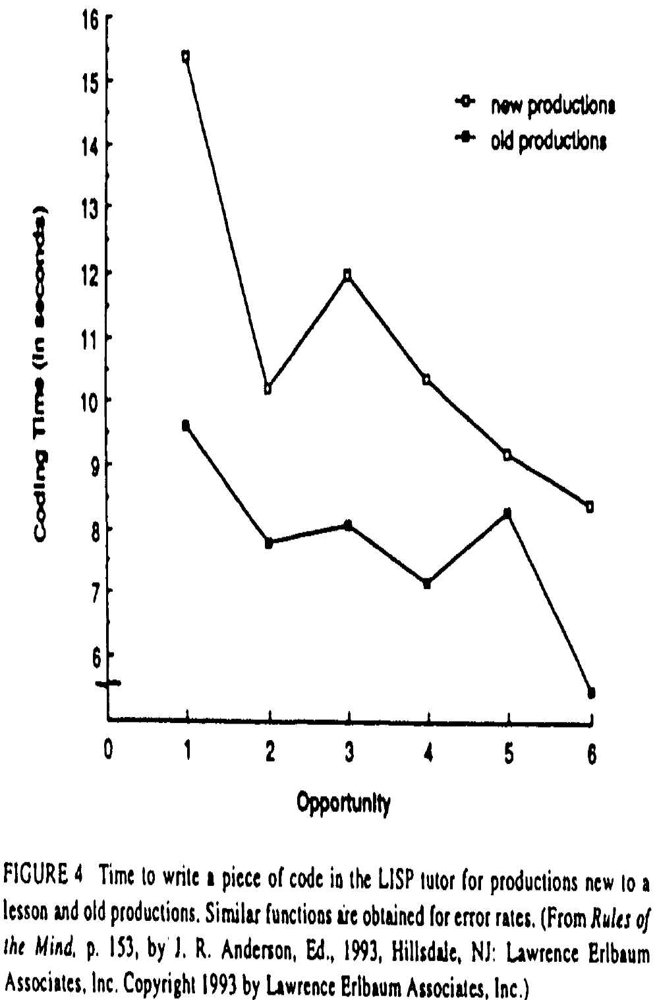 16
15
14
13
12
11
10
9
8
7
6
Coding Time (in seconds)
new productions
old productions
0 1 2 3 4 5 6
Opportunity
FIGURE 4 Time to write a piece of code in the LISP tutor for productions new to a
lesson and old productions. Similar functions are obtained for error rates. (From Rules of
the Mind, p. 153, by J. R. Anderson, Ed., 1993, Hillsdale, NJ: Lawrence Erlbaum
Associates, Inc. Copyright 1993 by Lawrence Erlbaum Associates, Inc.)